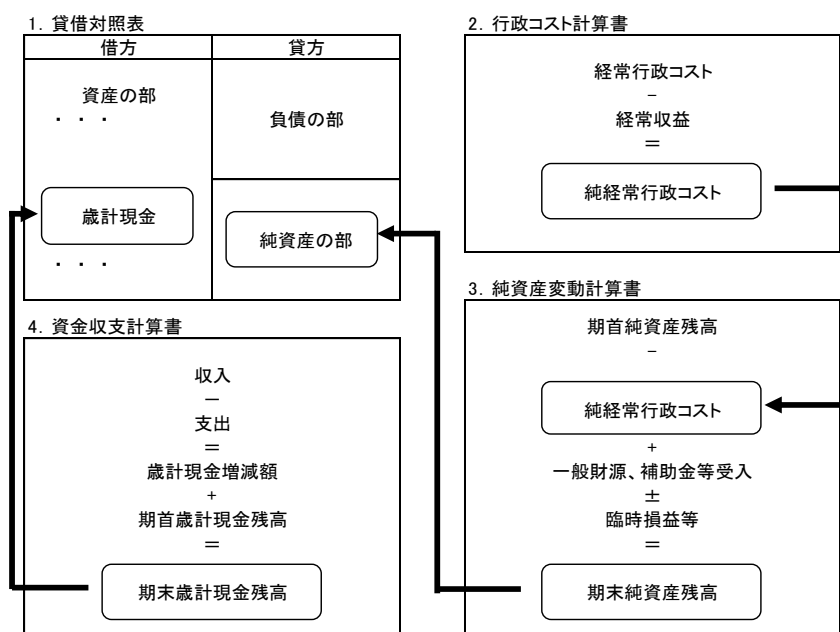 1．貸借対照表
借方
貸方
資産の部
・　・　・
歳計現金
・　・　・
負債の部
純資産の部
2．行政コスト計算書
経常行政コスト
－
経常収益
＝
純経常行政コスト
4．資金収支計算書
収入
－
支出
＝
歳計現金増減額
+
期首歳計現金残高
＝
期末歳計現金残高
3．純資産変動計算書
期首純資産残高
－
純経常行政コスト
+
一般財源、補助金等受入
±
臨時損益等
＝
期末純資産残高